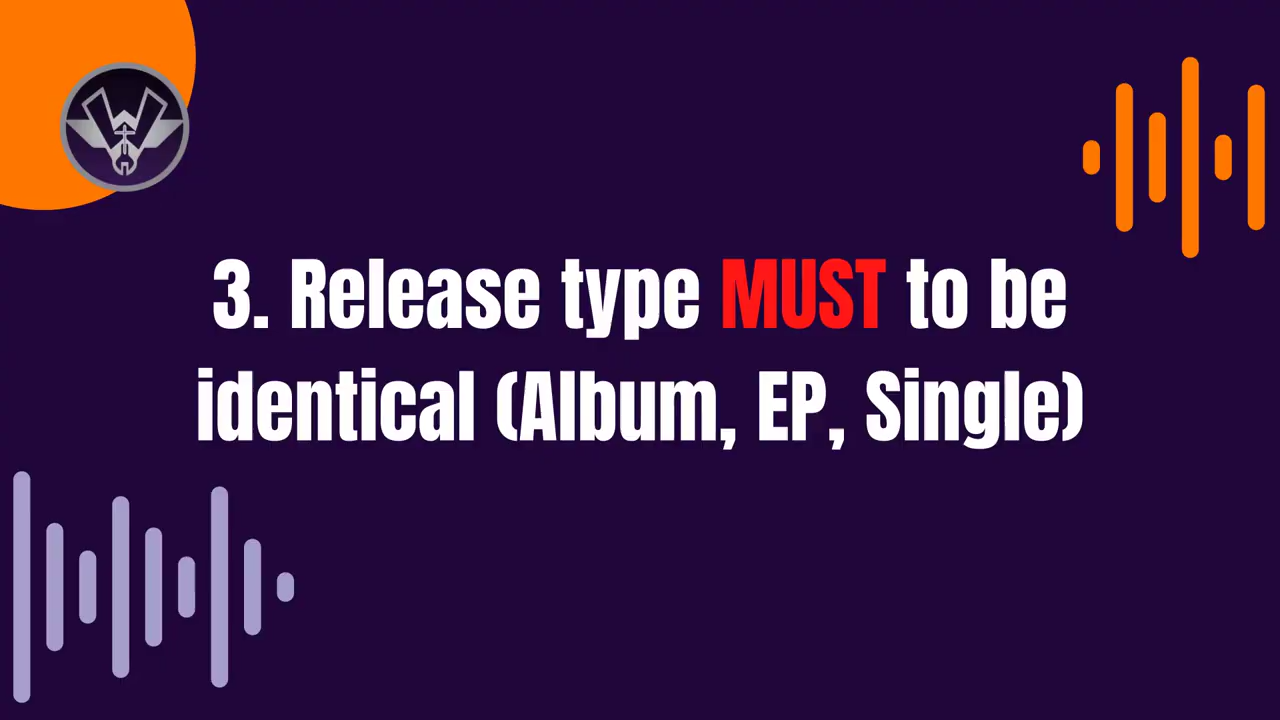 3. Release type MUST to be
identical (Album, EP, Single)